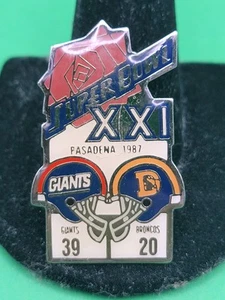 SUPER BOWL
XXI
PASADENA 1987
GIANTS D
GIANTS BRONCOS
39 20